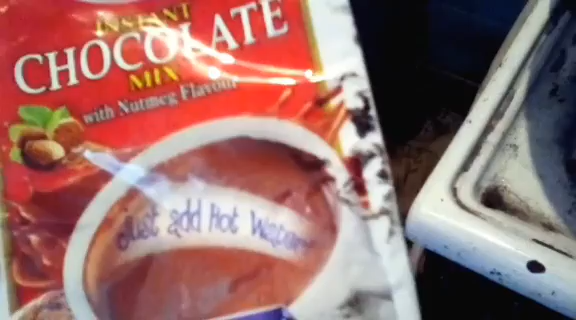 INSTANT
CHOCOLATE
MIX
with Nutmeg Flavour
Just add Hot Water